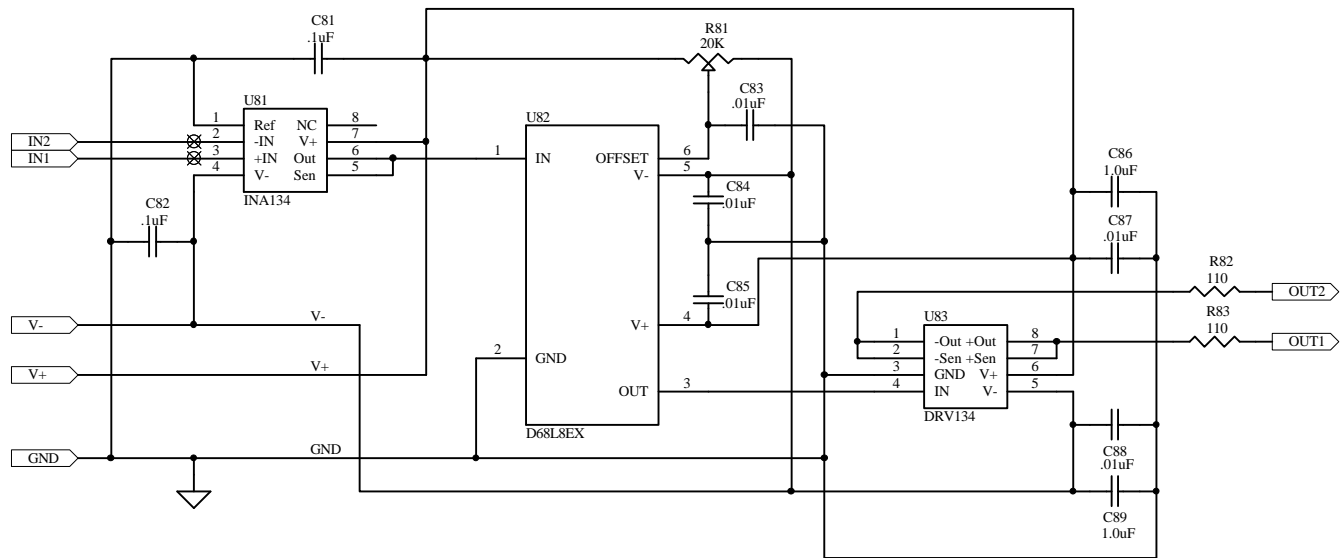 C81
.1uF
R81
20K
C83
.01uF
U81
1
2
3
4
Ref
-IN
+IN
V-
NC
V+
Out
Sen
8
7
6
5
INA134
IN2
IN1
C82
.1uF
U82
1
IN
2
GND
OFFSET
V-
V+
OUT
6
5
4
3
D68L8EX
C84
.01uF
C85
.01uF
C86
1.0uF
C87
.01uF
R82
110
OUT2
R83
110
OUT1
U83
1
2
3
4
-Out
-Sen
GND
IN
+Out
+Sen
V+
V-
8
7
6
5
DRV134
C88
.01uF
C89
1.0uF
V-
V-
V+
V+
GND
GND